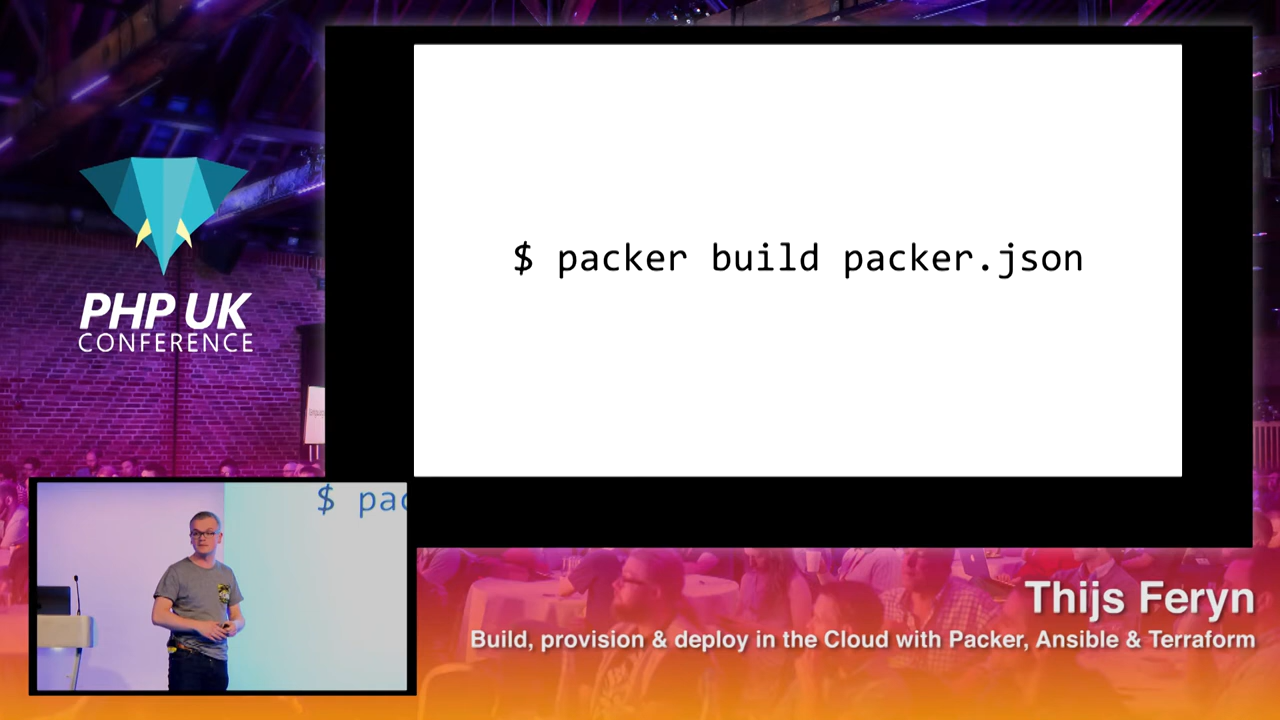 $ packer build packer.json
PHP UK
CONFERENCE
$ pac
Thijs Feryn
Build, provision & deploy in the Cloud with Packer, Ansible & Terraform